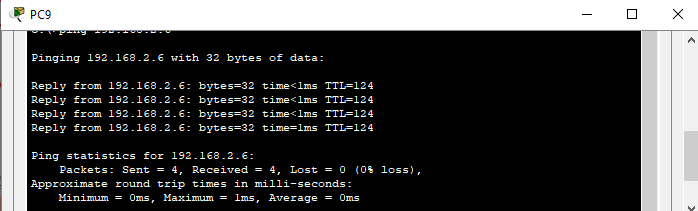 PC9
Pinging 192.168.2.6 with 32 bytes of data:
Reply from 192.168.2.6: bytes=32 time<1ms TTL=124
Reply from 192.168.2.6: bytes=32 time<1ms TTL=124
Reply from 192.168.2.6: bytes=32 time<1ms TTL=124
Reply from 192.168.2.6: bytes=32 time=1ms TTL=124
Ping statistics for 192.168.2.6:
Packets: Sent = 4, Received = 4, Lost = 0 (0% loss),
Approximate round trip times in milli-seconds:
Minimum = 0ms, Maximum = 1ms, Average = 0ms